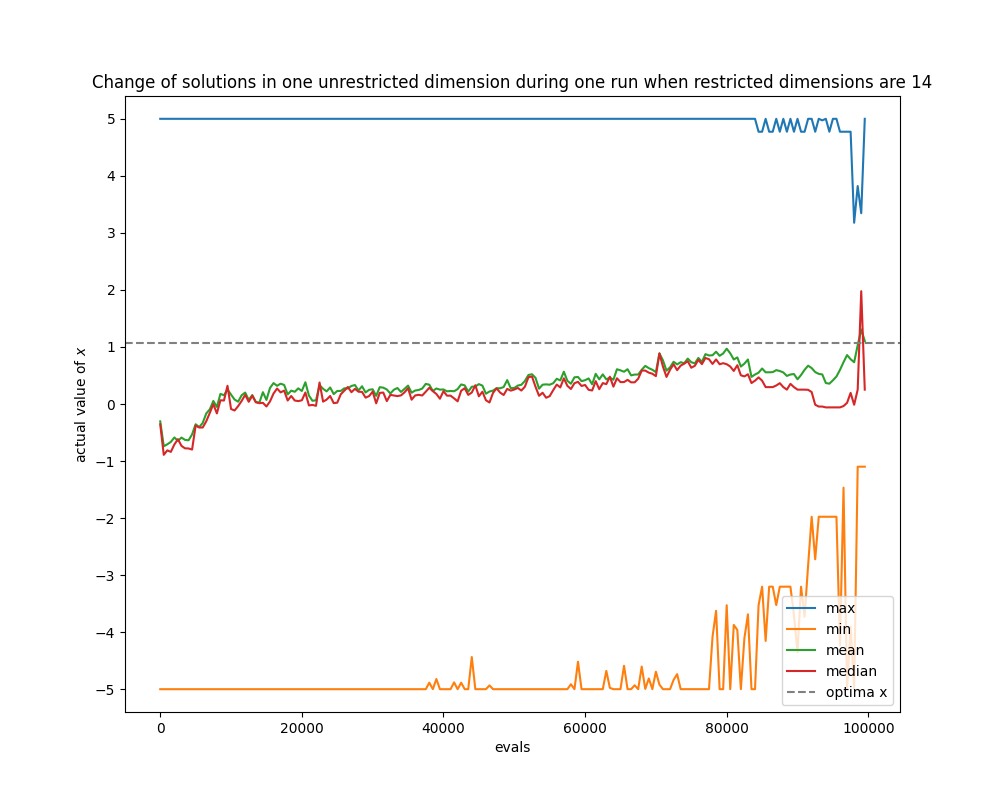 Change of solutions in one unrestricted dimension during one run when restricted dimensions are 14
5
4
3
2
1
0
−1
−2
−3
−4
−5
actual value of x
0 20000 40000 60000 80000 100000
evals
max
min
mean
median
optima x